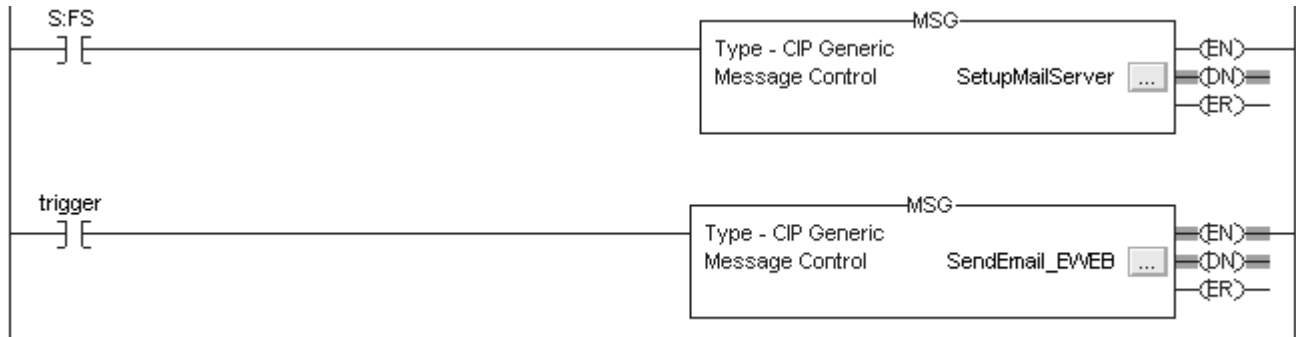 S:FS
MSG
Type - CIP Generic
Message Control SetupMailServer ...
EN
DN
ER
trigger
MSG
Type - CIP Generic
Message Control SendEmail_EWEB ...
EN
DN
ER